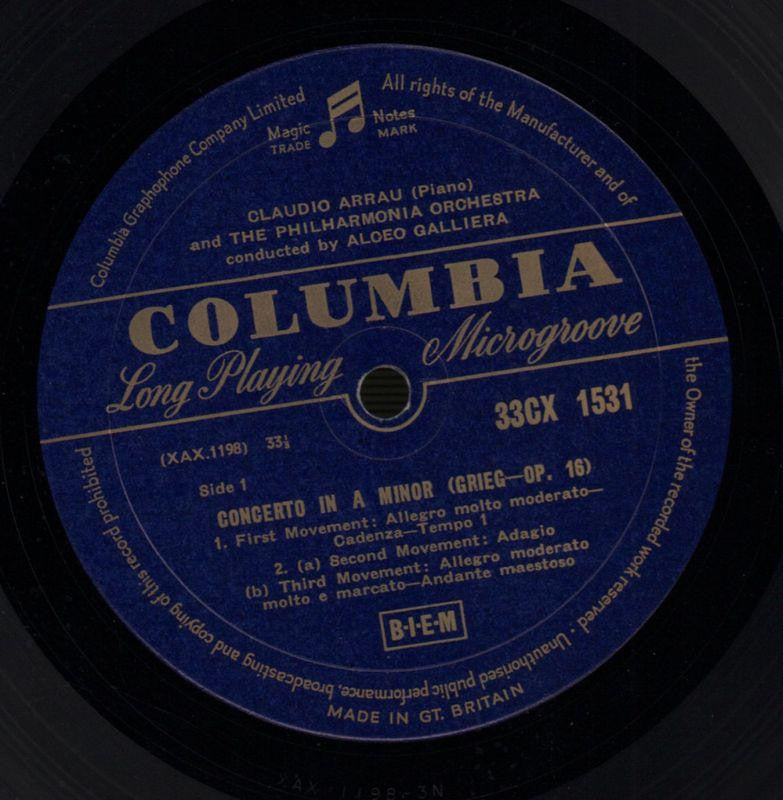 Columbia Graphophone Company Limited
All rights of the Manufacturer and of
the Owner of the recorded work reserved · Unauthorised public performance, broadcasting and copying of this record prohibited
Magic Notes
TRADE MARK
CLAUDIO ARRAU (Piano)
and THE PHILHARMONIA ORCHESTRA
conducted by ALCEO GALLIERA
COLUMBIA
Long Playing Microgroove
33CX 1531
(XAX.1198) 33⅓
Side 1
CONCERTO IN A MINOR (GRIEG—OP. 16)
1. First Movement: Allegro molto moderato—
Cadenza—Tempo 1
2. (a) Second Movement: Adagio
(b) Third Movement: Allegro moderato
molto e marcato—Andante maestoso
B·I·E·M
MADE IN GT. BRITAIN
XAX 1198-3N